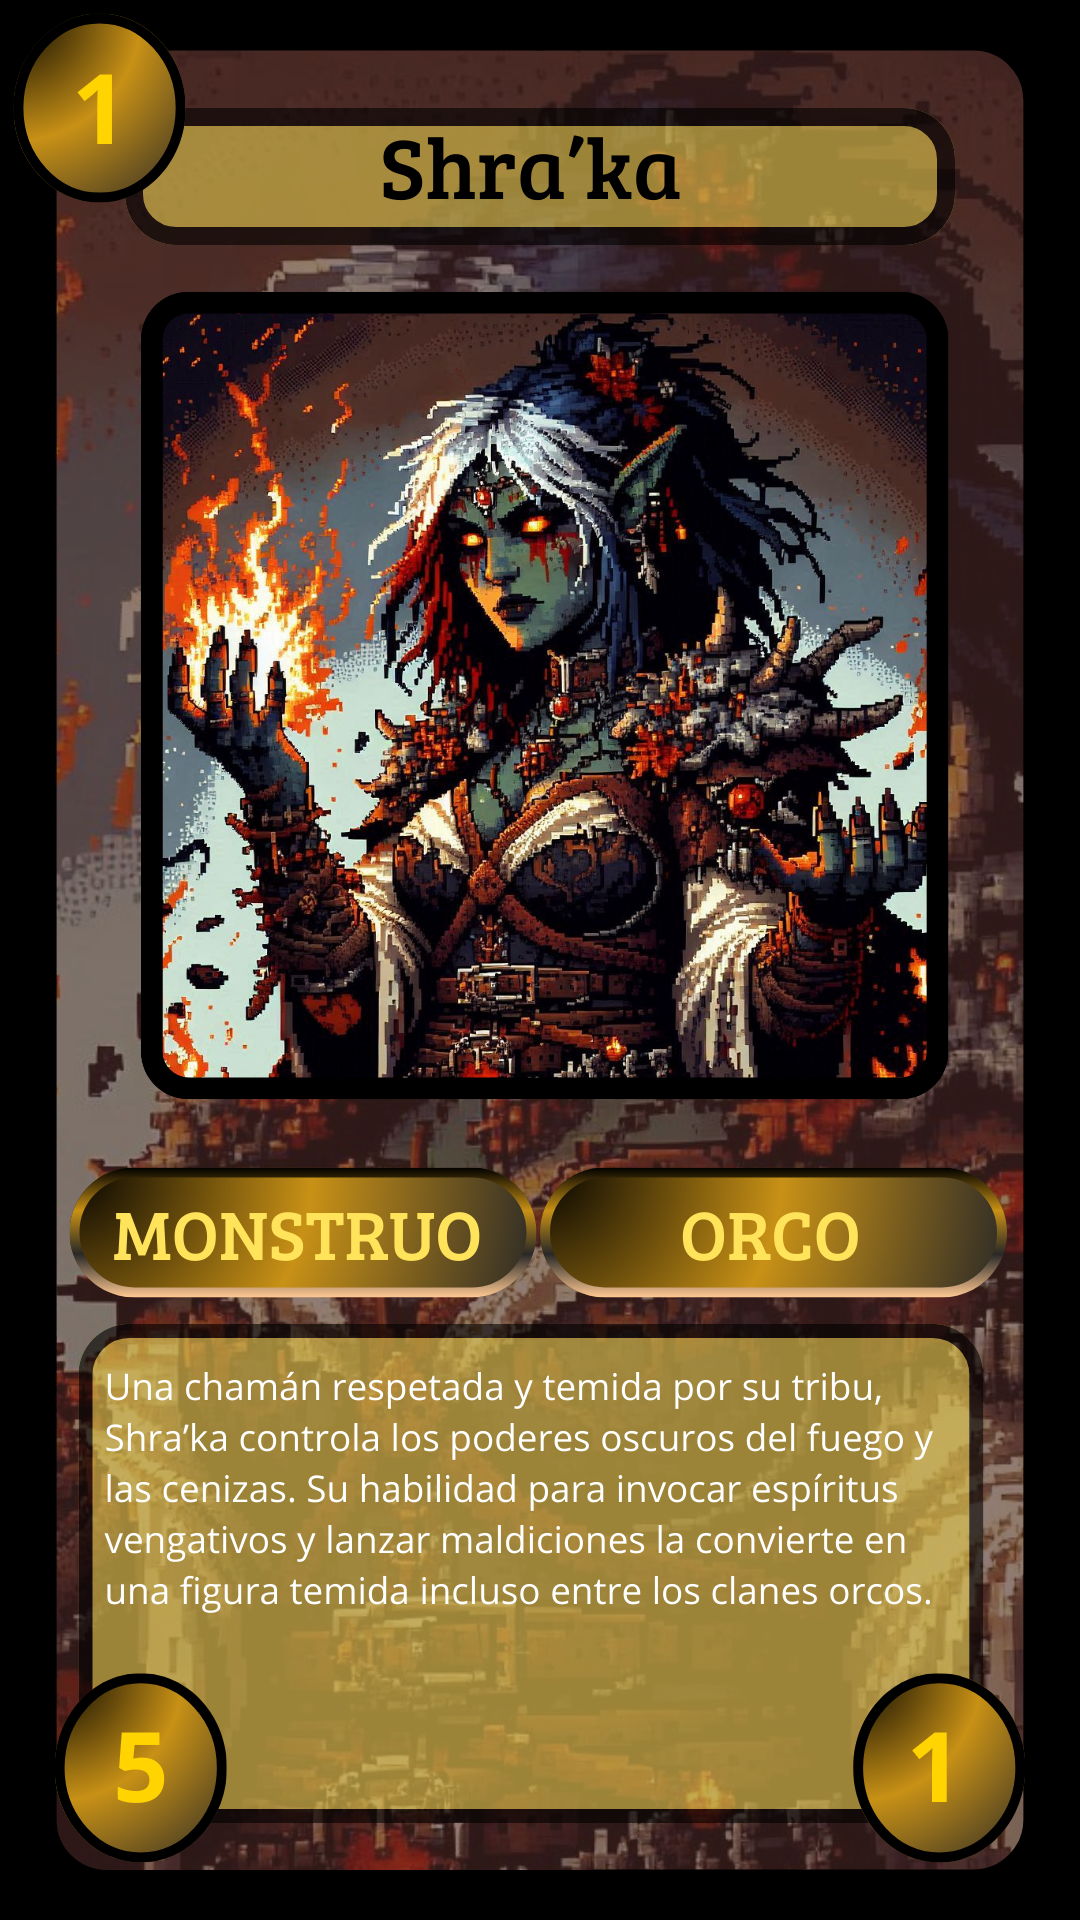 1
Shra’ka
MONSTRUO
ORCO
Una chamán respetada y temida por su tribu,
Shra’ka controla los poderes oscuros del fuego y
las cenizas. Su habilidad para invocar espíritus
vengativos y lanzar maldiciones la convierte en
una figura temida incluso entre los clanes orcos.
5
1